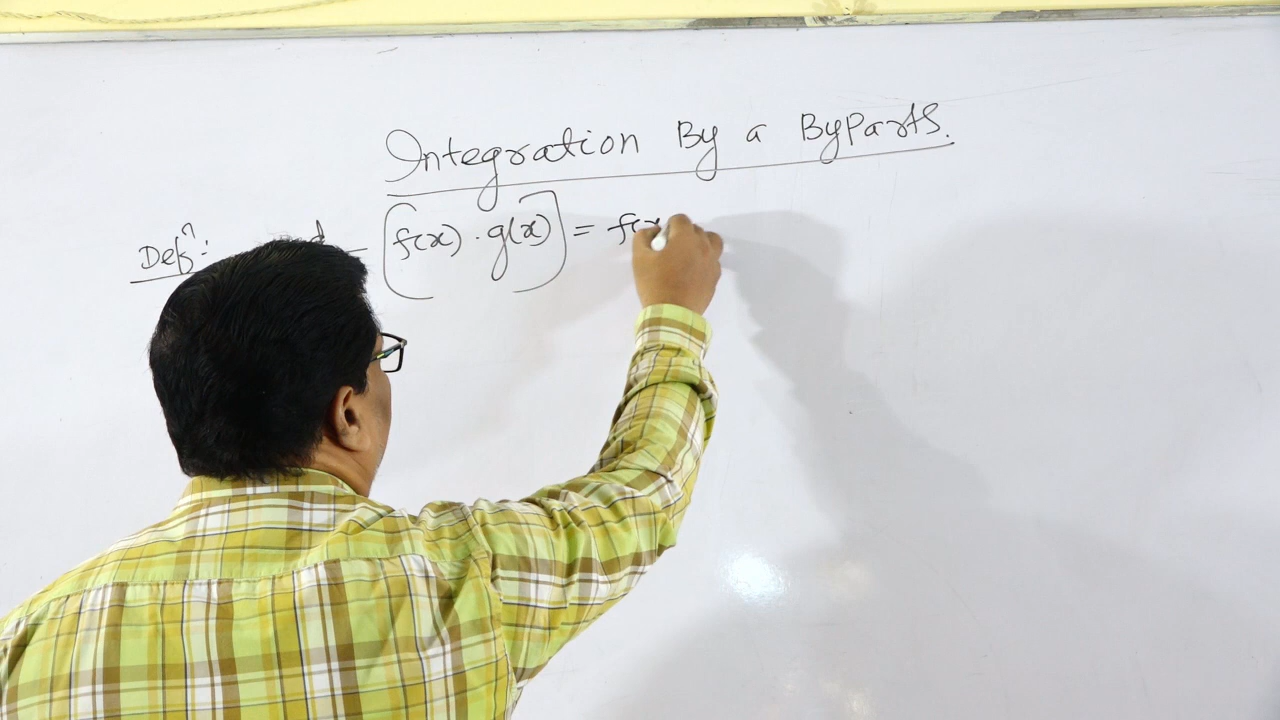 Integration By a ByParts.
Defⁿ: d [f(x) . g(x)] = f(x